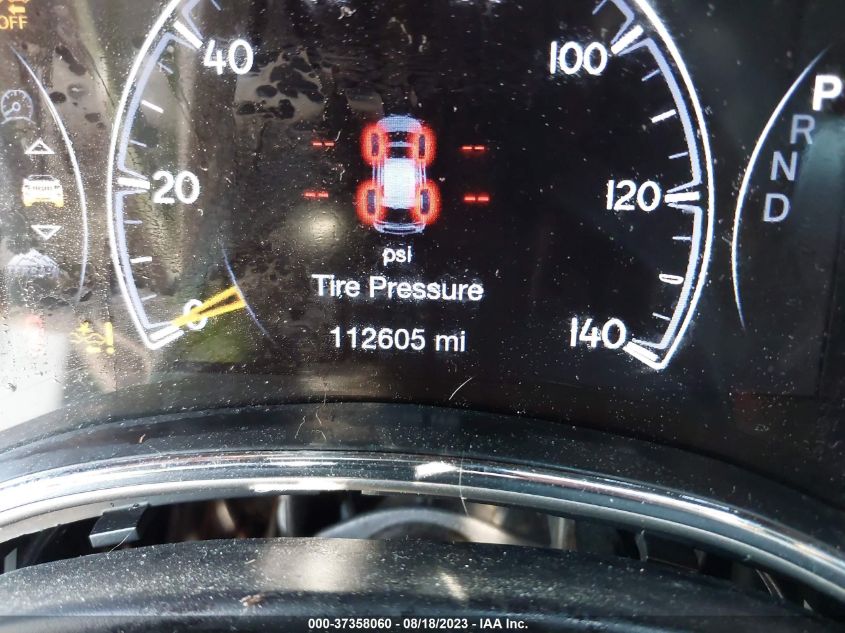 OFF
40
100
P
R
-- --
20
120
N
-- --
D
psi
Tire Pressure
0
112605 mi
140
000-37358060 - 08/18/2023 - IAA Inc.